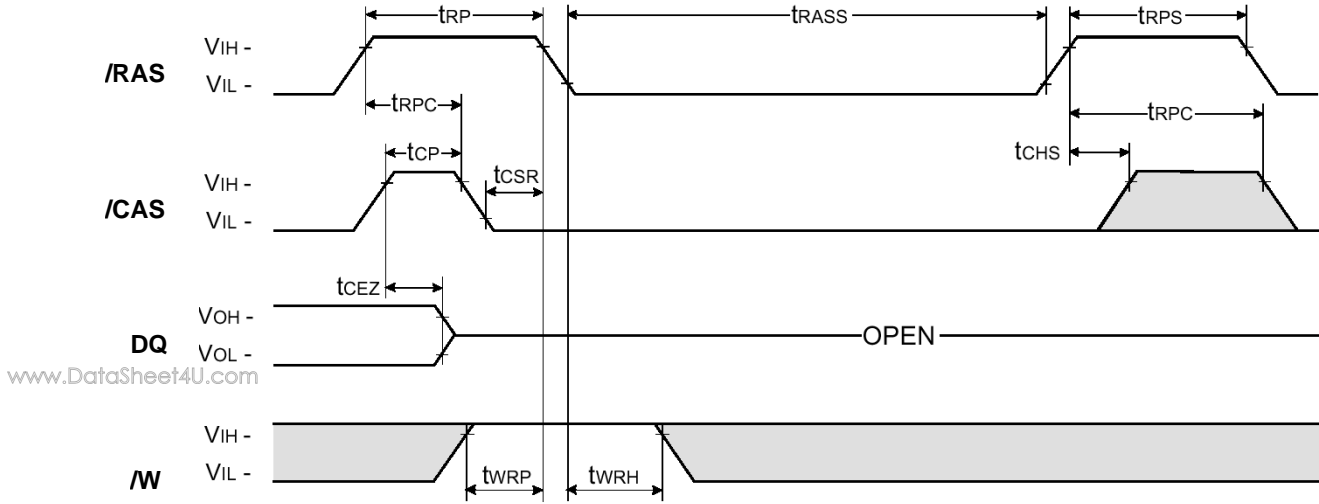 tRP
tRASS
tRPS
/RAS
VIH -
VIL -
tRPC
tRPC
tCP
tCSR
tCHS
/CAS
VIH -
VIL -
tCEZ
DQ
VOH -
VOL -
OPEN
www.DataSheet4U.com
/W
VIH -
VIL -
tWRP
tWRH